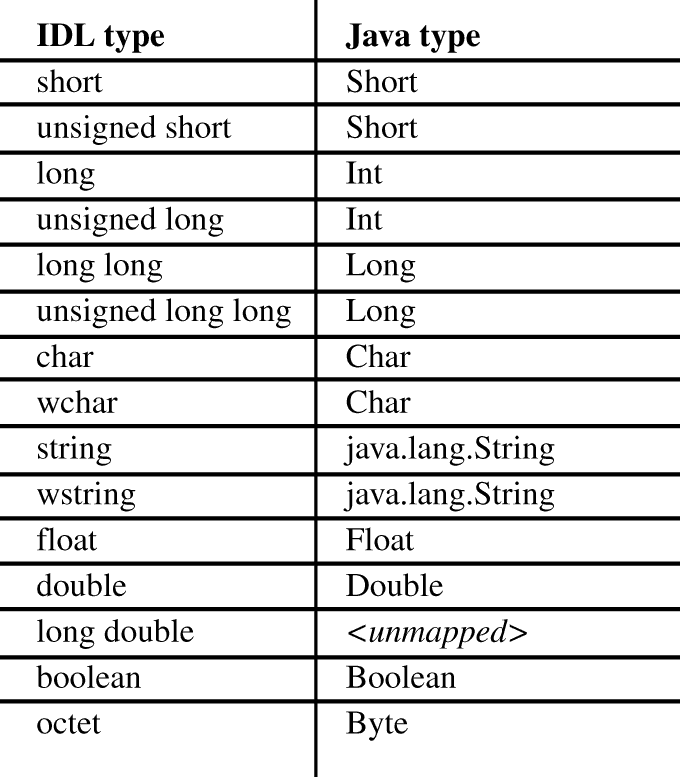 IDL type Java type
short Short
unsigned short Short
long Int
unsigned long Int
long long Long
unsigned long long Long
char Char
wchar Char
string java.lang.String
wstring java.lang.String
float Float
double Double
long double <unmapped>
boolean Boolean
octet Byte